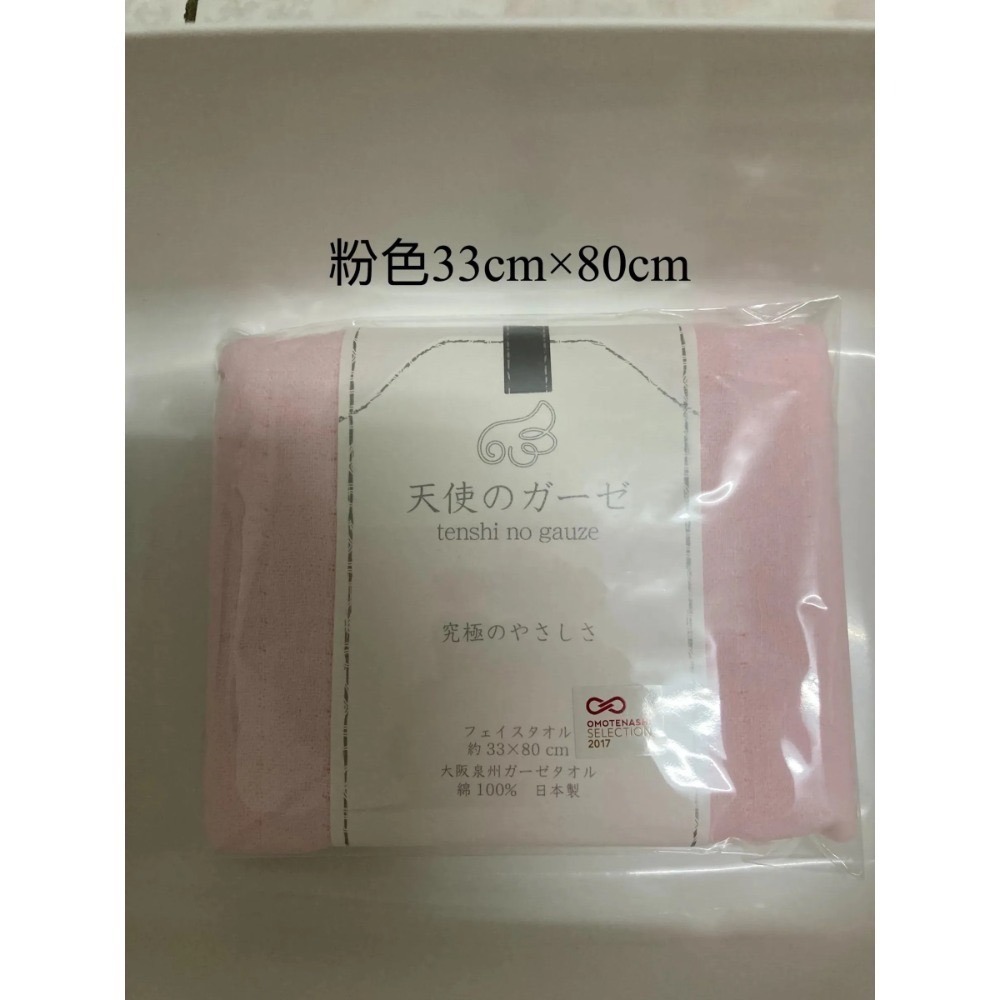 粉色33cm×80cm
天使のガーゼ
tenshi no gauze
究極のやさしさ
フェイスタオル
約 33×80 cm
大阪泉州ガーゼタオル
綿 100% 日本製
OMOTENASHI
SELECTION
2017